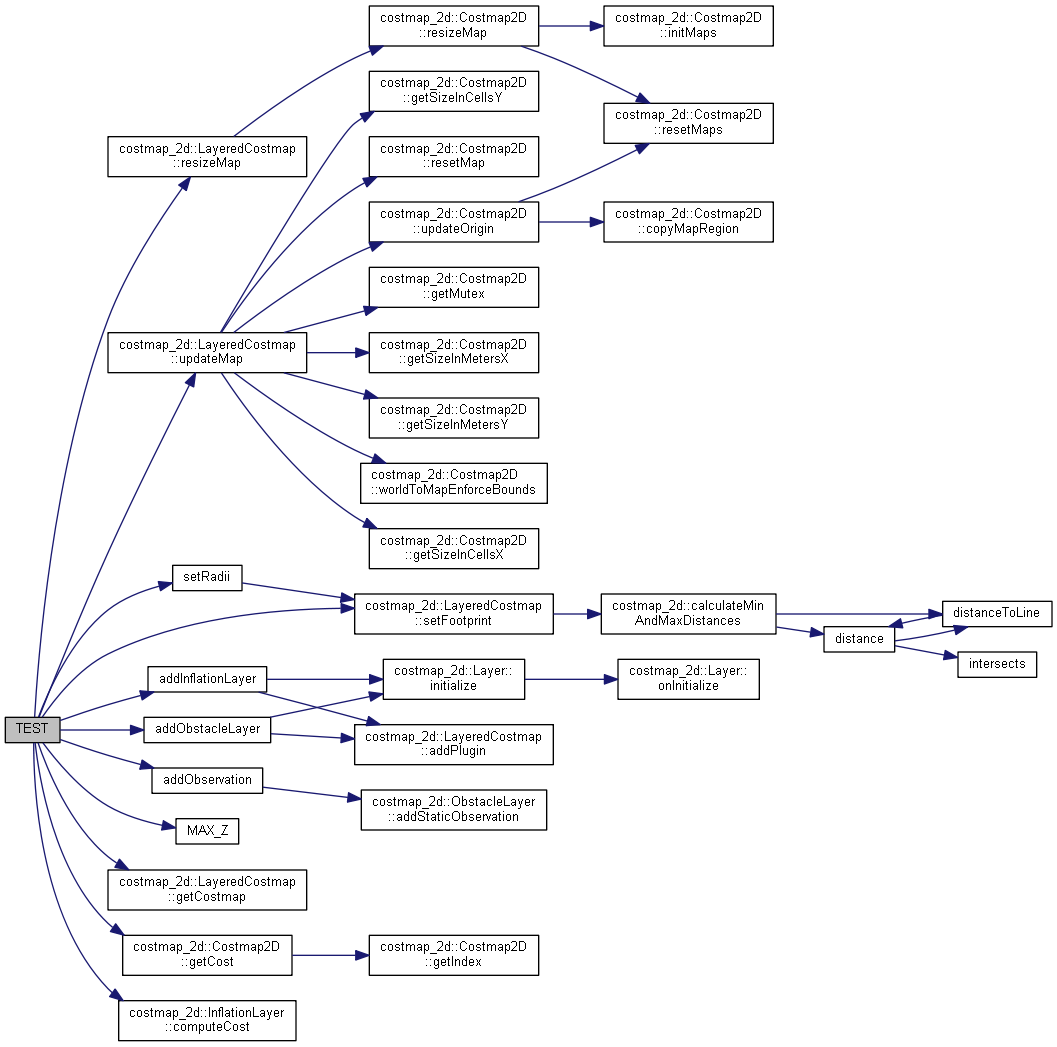 costmap_2d::Costmap2D
::resizeMap
costmap_2d::Costmap2D
::initMaps
costmap_2d::Costmap2D
::getSizeInCellsY
costmap_2d::Costmap2D
::resetMaps
costmap_2d::LayeredCostmap
::resizeMap
costmap_2d::Costmap2D
::resetMap
costmap_2d::Costmap2D
::updateOrigin
costmap_2d::Costmap2D
::copyMapRegion
costmap_2d::Costmap2D
::getMutex
costmap_2d::LayeredCostmap
::updateMap
costmap_2d::Costmap2D
::getSizeInMetersX
costmap_2d::Costmap2D
::getSizeInMetersY
costmap_2d::Costmap2D
::worldToMapEnforceBounds
costmap_2d::Costmap2D
::getSizeInCellsX
setRadii
costmap_2d::LayeredCostmap
::setFootprint
costmap_2d::calculateMin
AndMaxDistances
distanceToLine
distance
intersects
addInflationLayer
costmap_2d::Layer::
initialize
costmap_2d::Layer::
onInitialize
TEST
addObstacleLayer
costmap_2d::LayeredCostmap
::addPlugin
addObservation
costmap_2d::ObstacleLayer
::addStaticObservation
MAX_Z
costmap_2d::LayeredCostmap
::getCostmap
costmap_2d::Costmap2D
::getCost
costmap_2d::Costmap2D
::getIndex
costmap_2d::InflationLayer
::computeCost